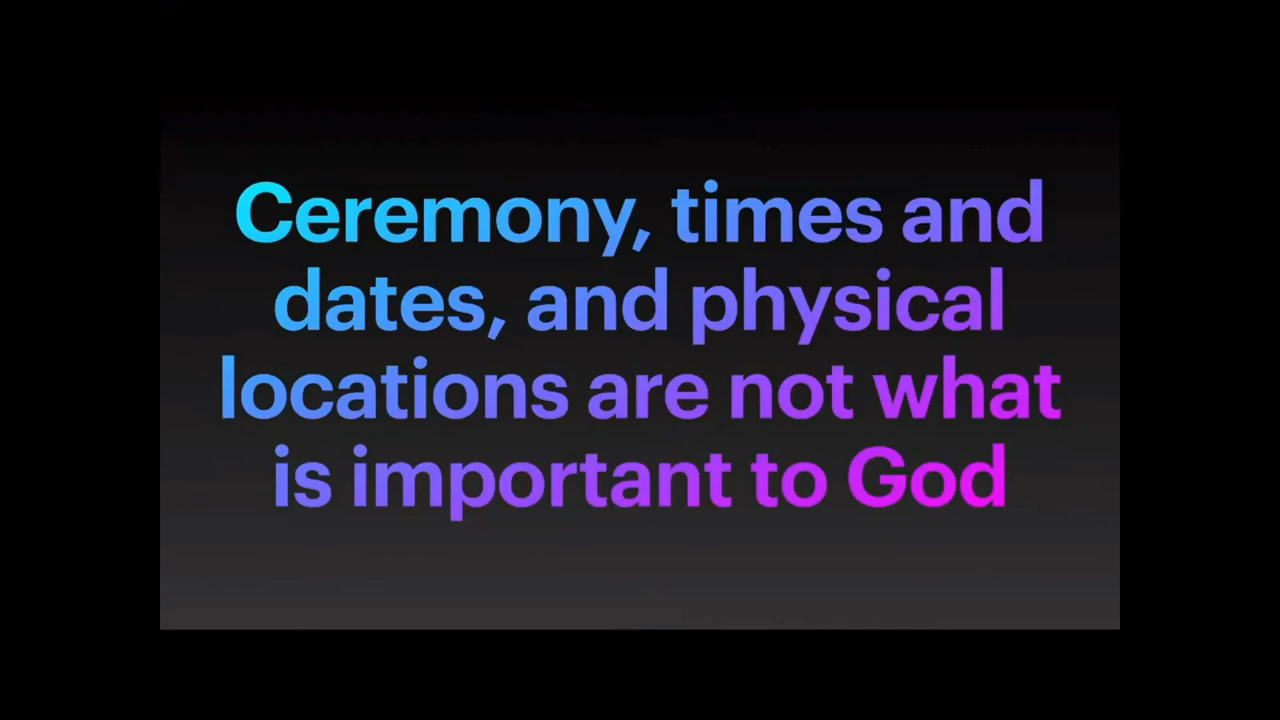 Ceremony, times and
dates, and physical
locations are not what
is important to God